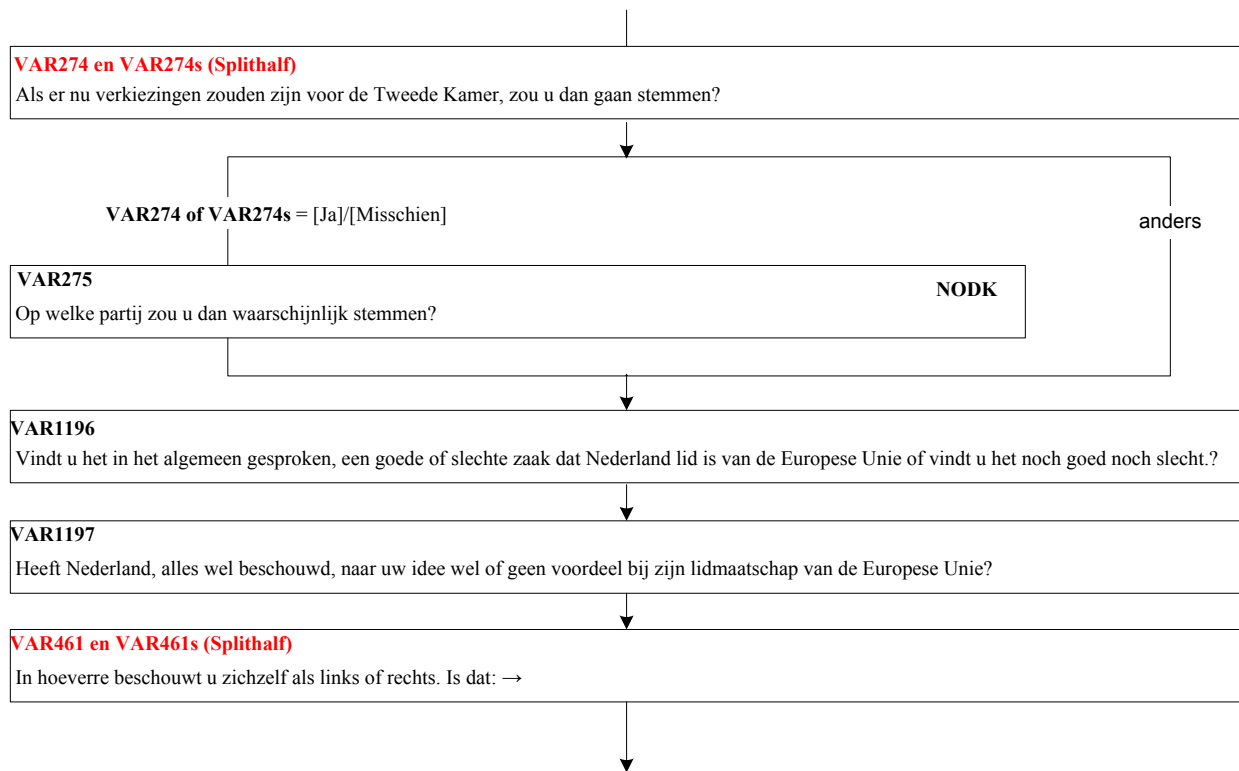 VAR274 en VAR274s (Splithalf)
Als er nu verkiezingen zouden zijn voor de Tweede Kamer, zou u dan gaan stemmen?
VAR274 of VAR274s = [Ja]/[Misschien]
anders
VAR275
NODK
Op welke partij zou u dan waarschijnlijk stemmen?
VAR1196
Vindt u het in het algemeen gesproken, een goede of slechte zaak dat Nederland lid is van de Europese Unie of vindt u het noch goed noch slecht.?
VAR1197
Heeft Nederland, alles wel beschouwd, naar uw idee wel of geen voordeel bij zijn lidmaatschap van de Europese Unie?
VAR461 en VAR461s (Splithalf)
In hoeverre beschouwt u zichzelf als links of rechts. Is dat: →